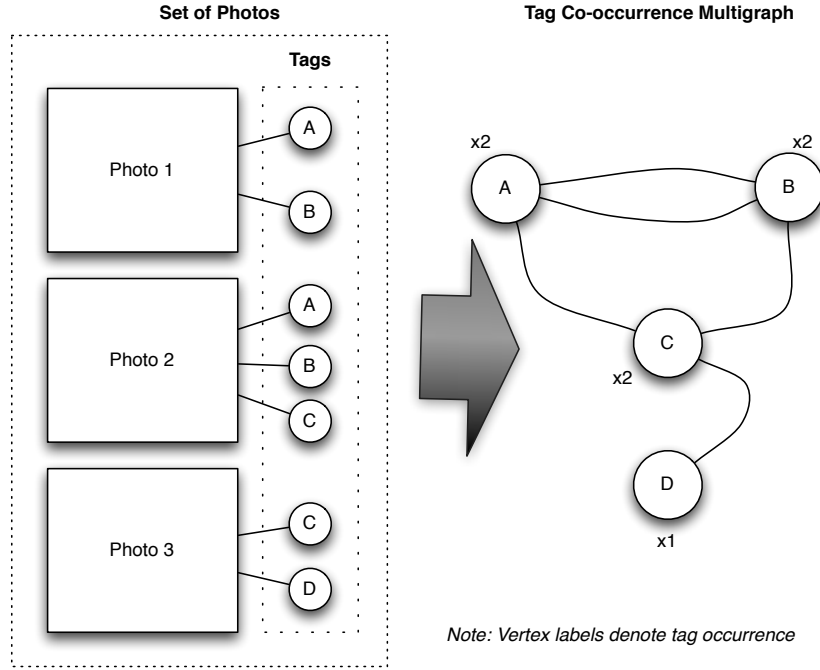 Set of Photos
Tags
Photo 1
A
B
Photo 2
A
B
C
Photo 3
C
D
Tag Co-occurrence Multigraph
x2
A
x2
B
C
x2
D
x1
Note: Vertex labels denote tag occurrence